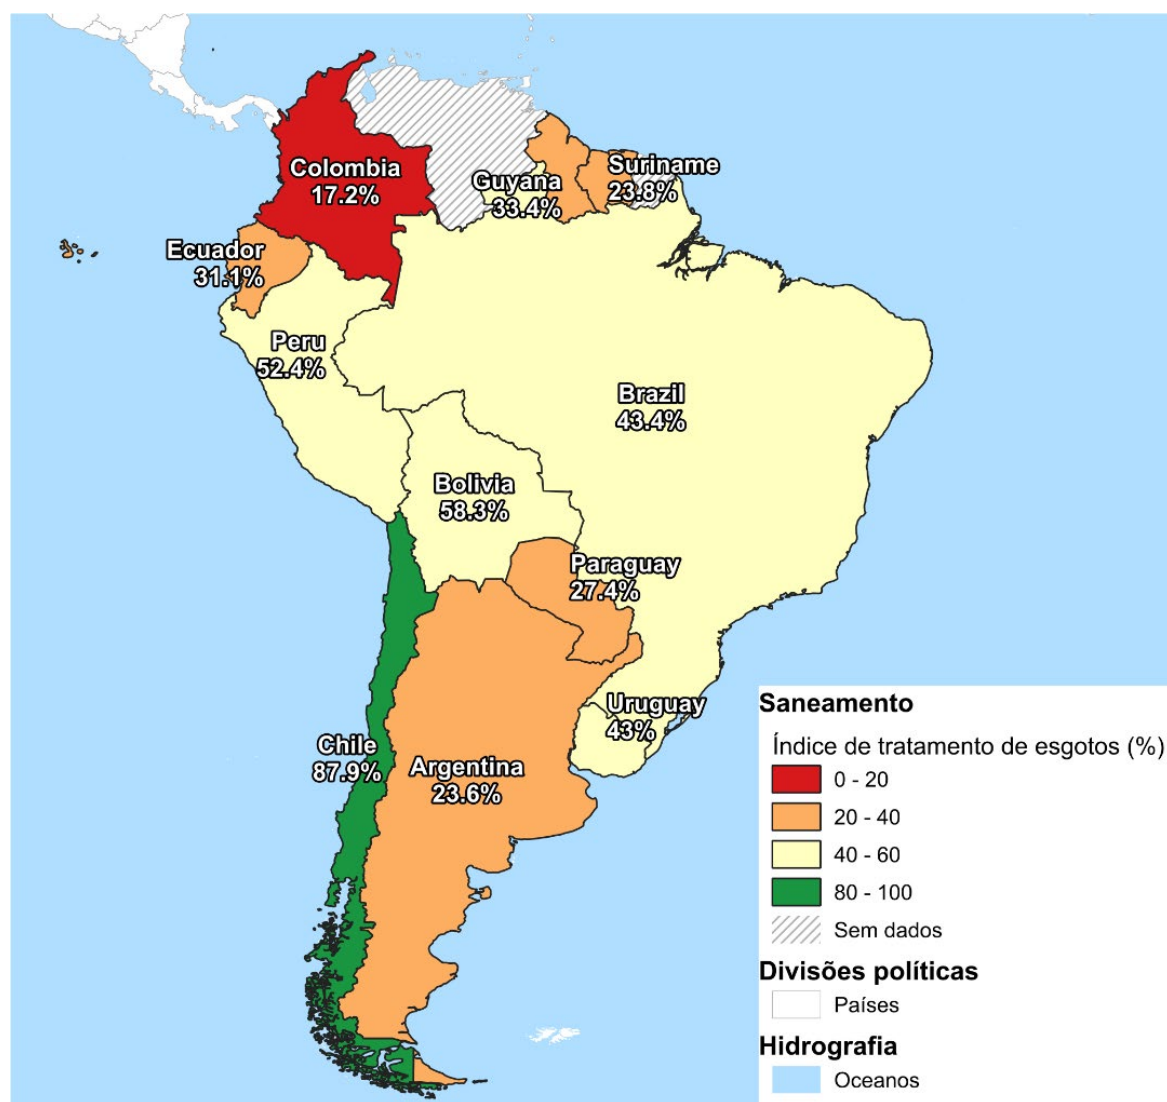 Colombia
17.2%
Guyana
33.4%
Suriname
23.8%
Ecuador
31.1%
Peru
52.4%
Brazil
43.4%
Bolivia
58.3%
Paraguay
27.4%
Uruguay
43%
Chile
87.9%
Argentina
23.6%
Saneamento
Índice de tratamento de esgotos (%)
0 - 20
20 - 40
40 - 60
80 - 100
Sem dados
Divisões políticas
Países
Hidrografia
Oceanos